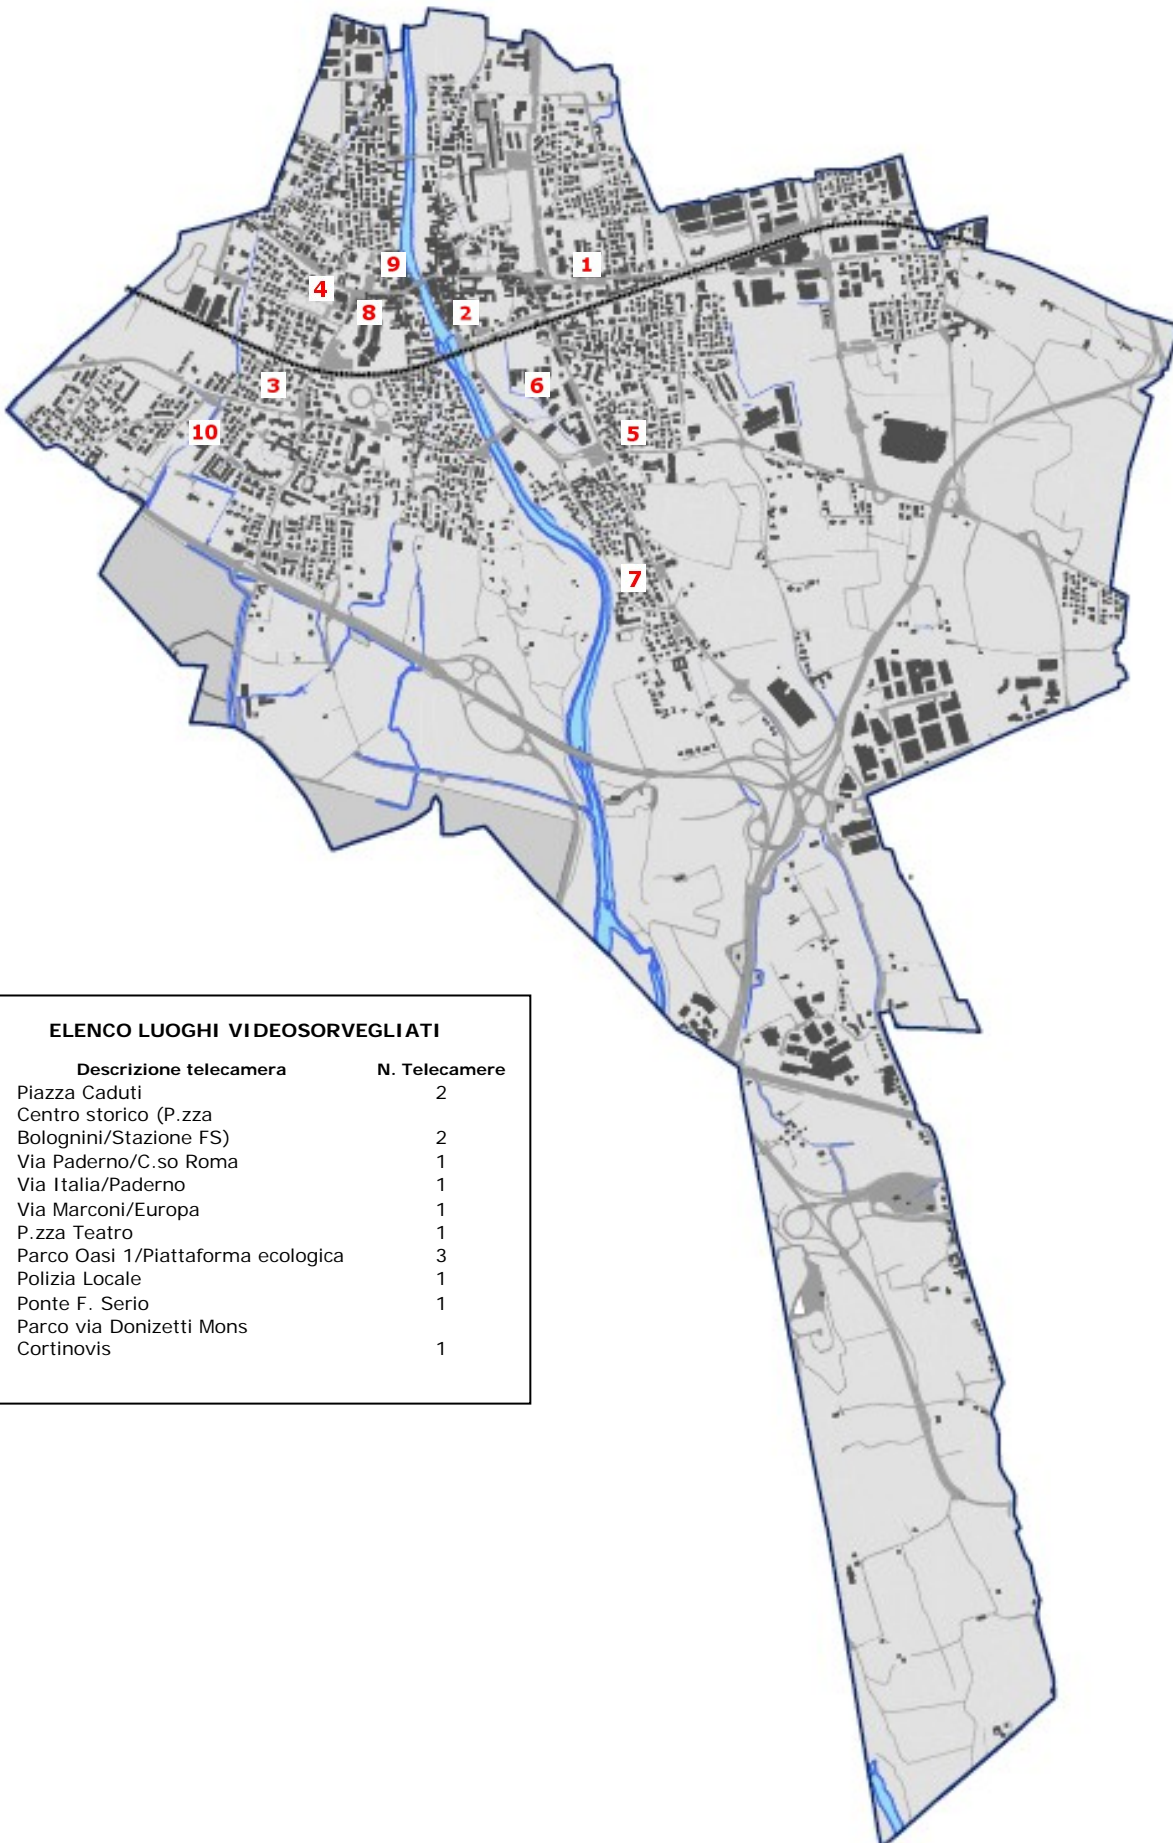 1
9
4
8
2
3
6
10
5
7
ELENCO LUOGHI VIDEOSORVEGLIATI
Descrizione telecamera N. Telecamere
Piazza Caduti 2
Centro storico (P.zza
Bolognini/Stazione FS) 2
Via Paderno/C.so Roma 1
Via Italia/Paderno 1
Via Marconi/Europa 1
P.zza Teatro 1
Parco Oasi 1/Piattaforma ecologica 3
Polizia Locale 1
Ponte F. Serio 1
Parco via Donizetti Mons
Cortinovis 1